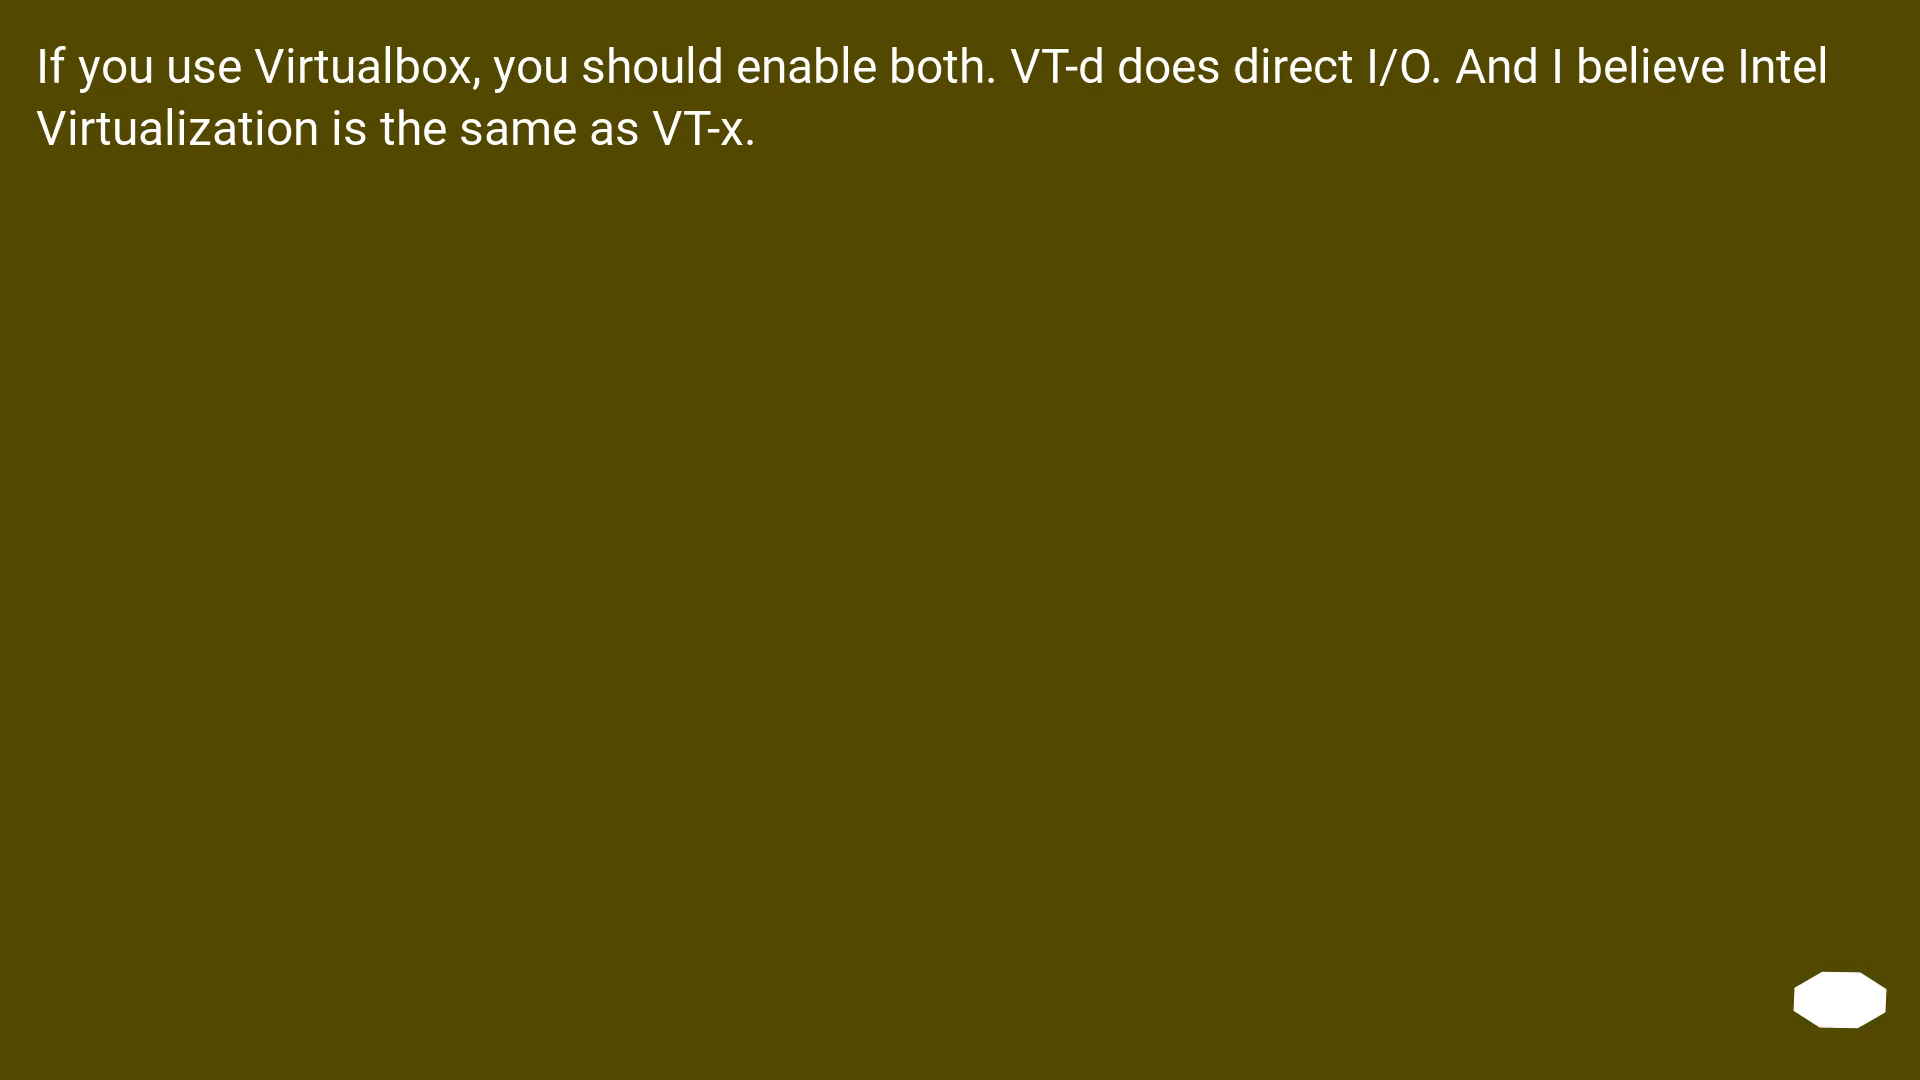 If you use Virtualbox, you should enable both. VT-d does direct I/O. And I believe Intel
Virtualization is the same as VT-x.